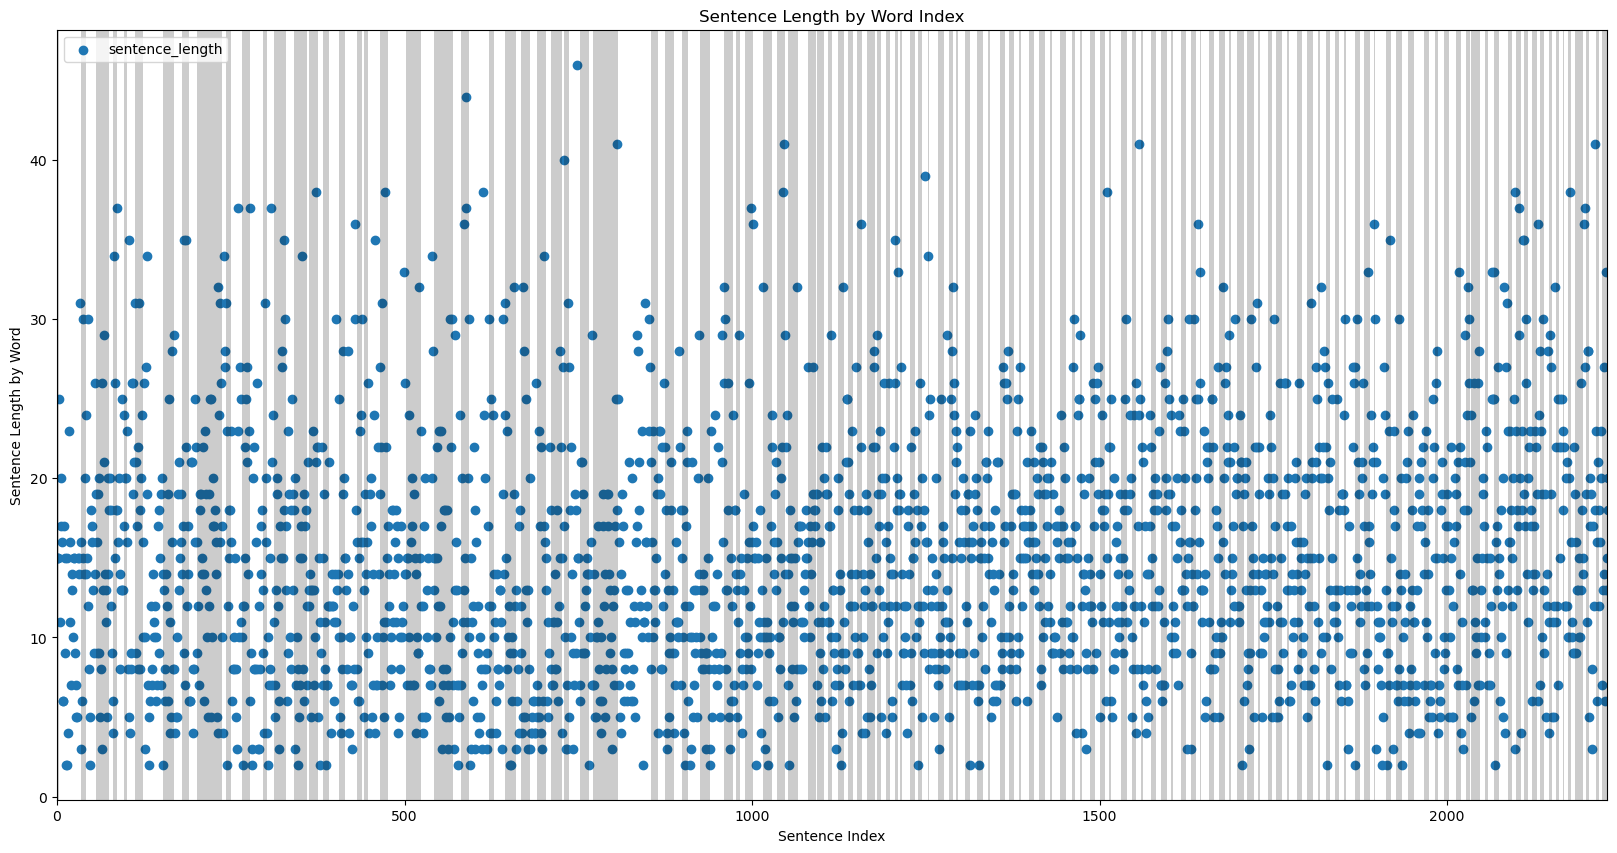 Sentence Length by Word Index
sentence_length
Sentence Length by Word
40
30
20
10
0
0 500 1000 1500 2000
Sentence Index